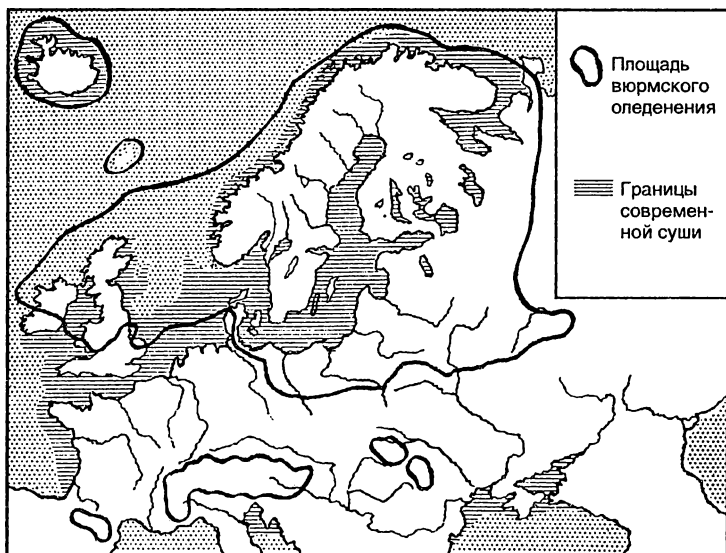 Площадь
вюрмского
оледенения
Границы
современ-
ной суши